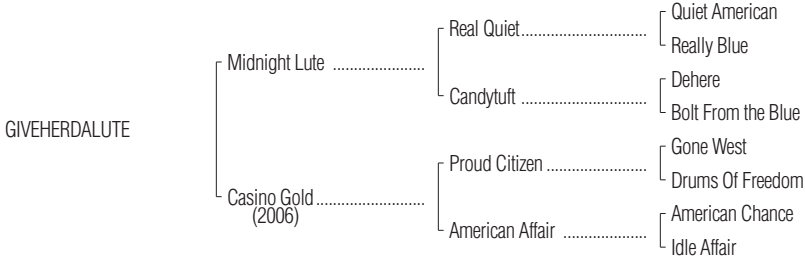 Quiet American
Real Quiet
Really Blue
Midnight Lute
Dehere
Candytuft
Bolt From the Blue
GIVEHERDALUTE
Gone West
Proud Citizen
Drums Of Freedom
Casino Gold
(2006)
American Chance
American Affair
Idle Affair